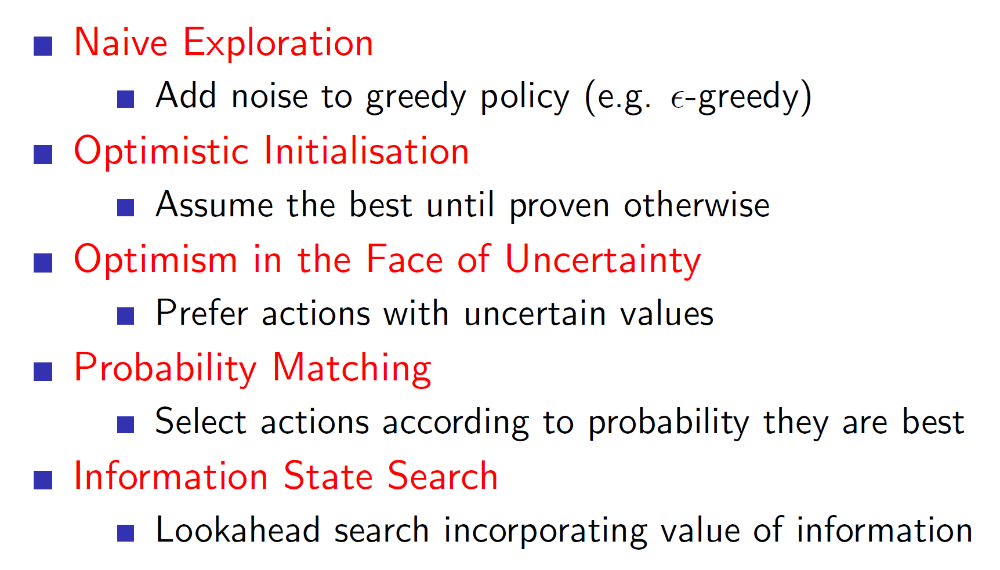 Naive Exploration
Add noise to greedy policy (e.g. ϵ-greedy)
Optimistic Initialisation
Assume the best until proven otherwise
Optimism in the Face of Uncertainty
Prefer actions with uncertain values
Probability Matching
Select actions according to probability they are best
Information State Search
Lookahead search incorporating value of information